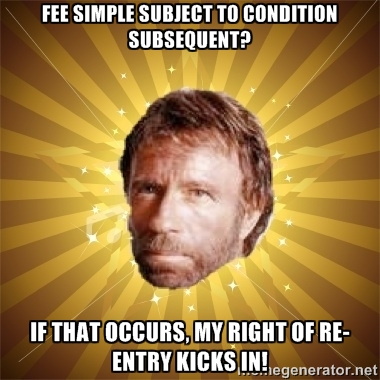 FEE SIMPLE SUBJECT TO CONDITION
SUBSEQUENT?
IF THAT OCCURS, MY RIGHT OF RE-
ENTRY KICKS IN!
memegenerator.net